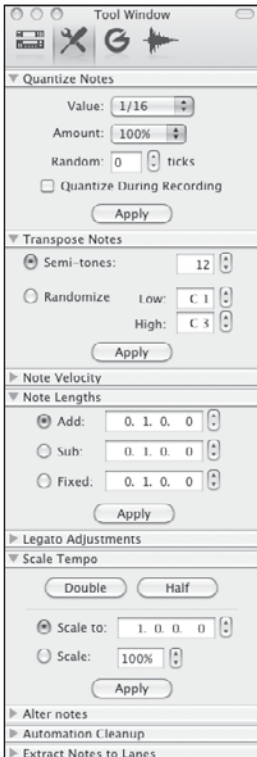 Tool Window
Quantize Notes
Value: 1/16
Amount: 100%
Random: 0 ticks
Quantize During Recording
Apply
Transpose Notes
Semi-tones: 12
Randomize Low: C 1
High: C 3
Apply
Note Velocity
Note Lengths
Add: 0. 1. 0. 0
Sub: 0. 1. 0. 0
Fixed: 0. 1. 0. 0
Apply
Legato Adjustments
Scale Tempo
Double Half
Scale to: 1. 0. 0. 0
Scale: 100%
Apply
Alter notes
Automation Cleanup
Extract Notes to Lanes